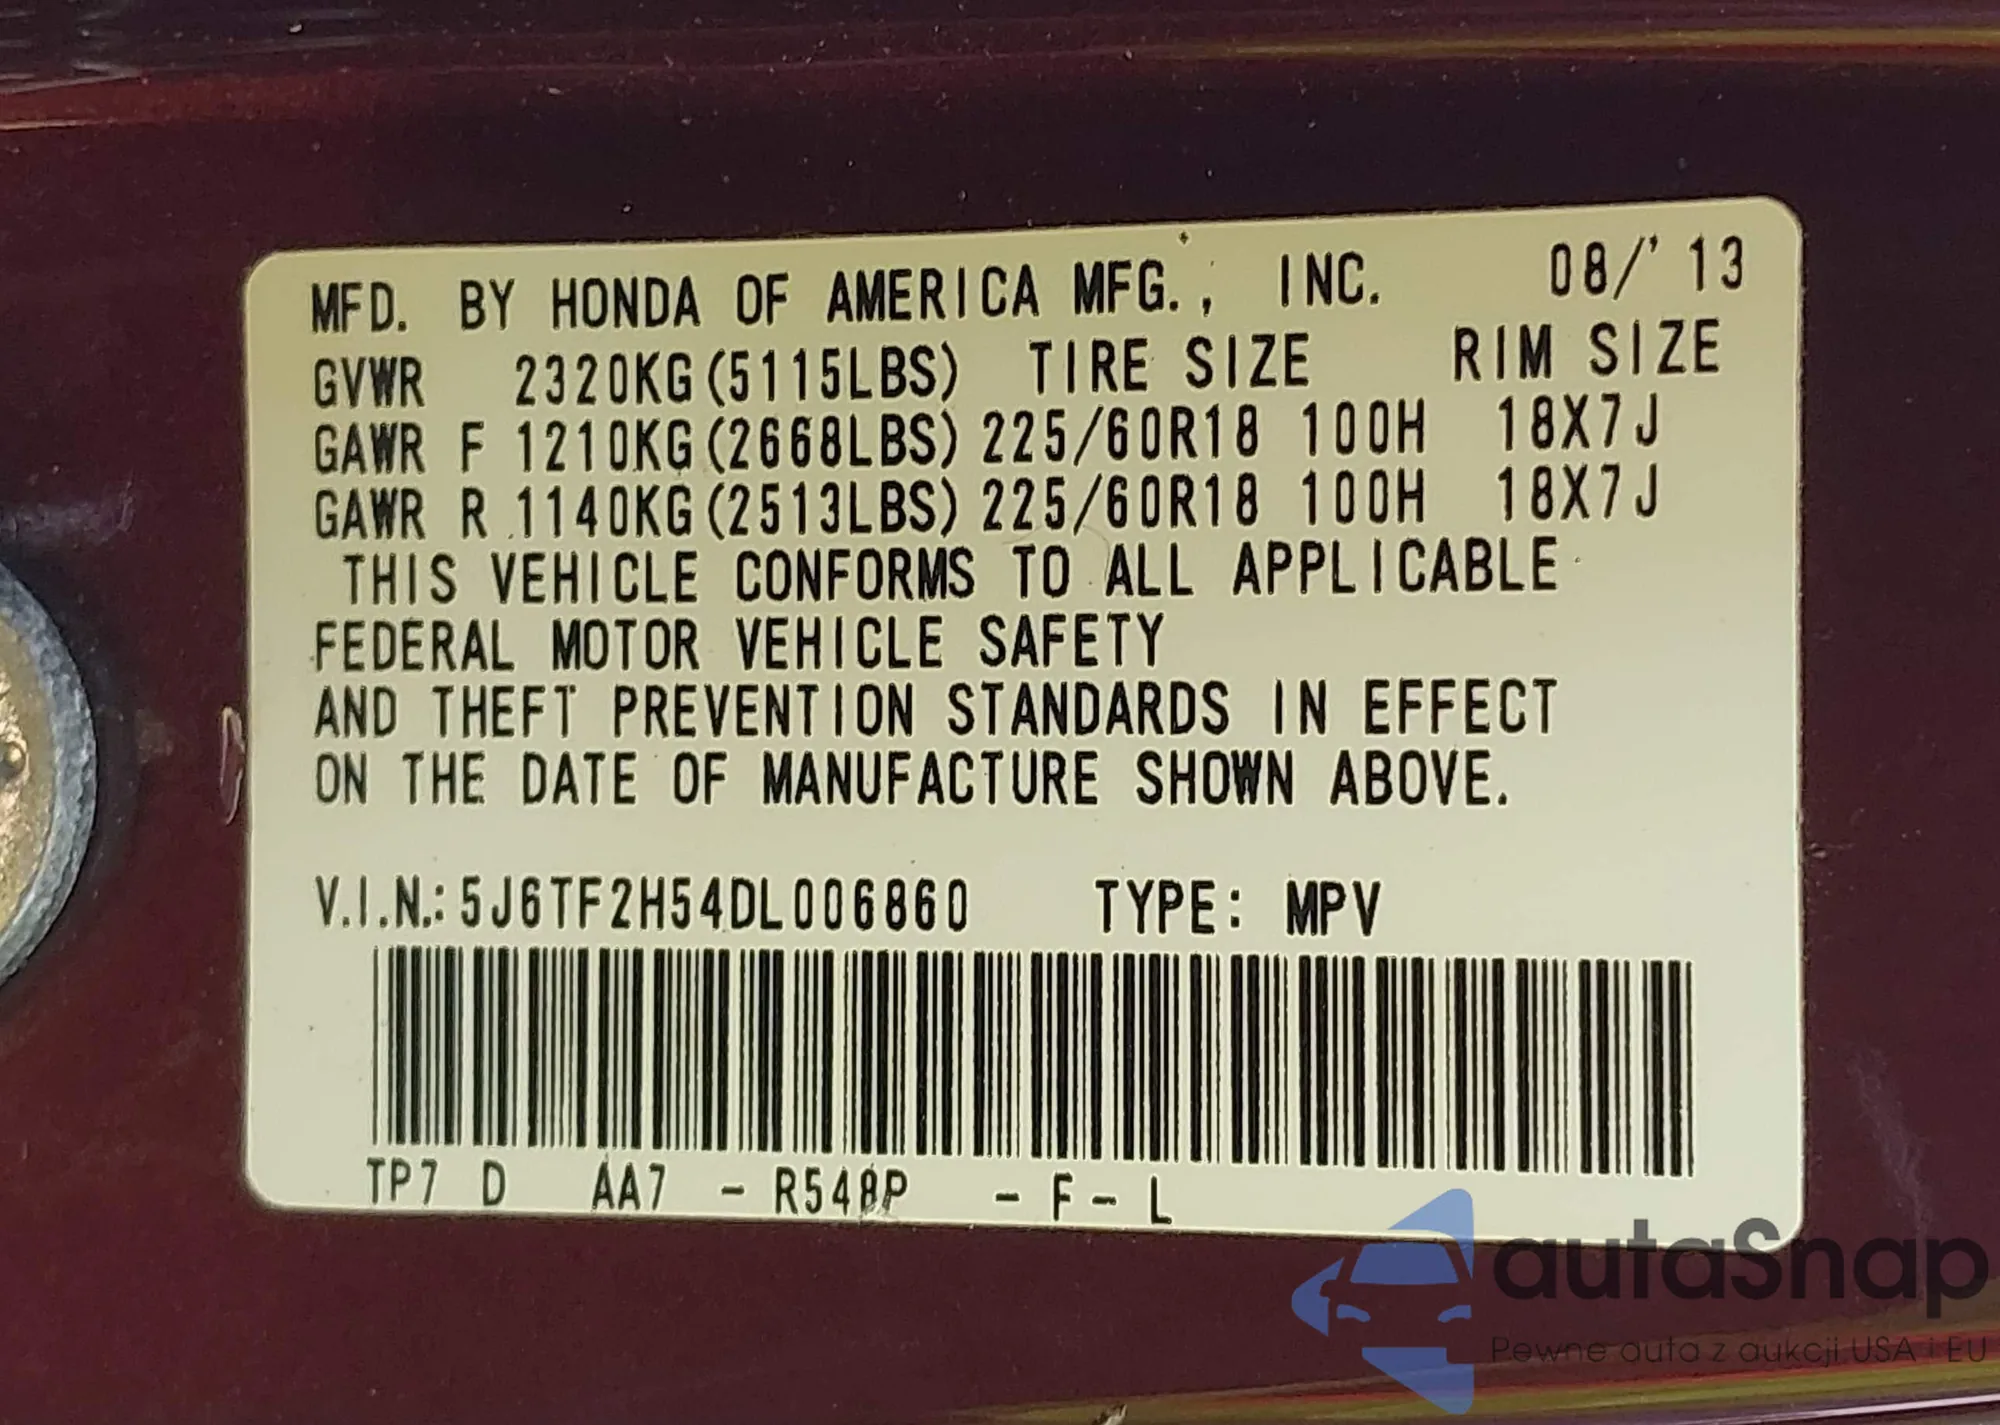 MFD. BY HONDA OF AMERICA MFG., INC. 08/'13
GVWR 2320KG(5115LBS) TIRE SIZE RIM SIZE
GAWR F 1210KG(2668LBS) 225/60R18 100H 18X7J
GAWR R 1140KG(2513LBS) 225/60R18 100H 18X7J
THIS VEHICLE CONFORMS TO ALL APPLICABLE
FEDERAL MOTOR VEHICLE SAFETY
AND THEFT PREVENTION STANDARDS IN EFFECT
ON THE DATE OF MANUFACTURE SHOWN ABOVE.
V.I.N.: 5J6TF2H54DL006860 TYPE: MPV
TP7 D AA7 - R548P - F - L
autaSnap
Pewne auta z aukcji USA i EU